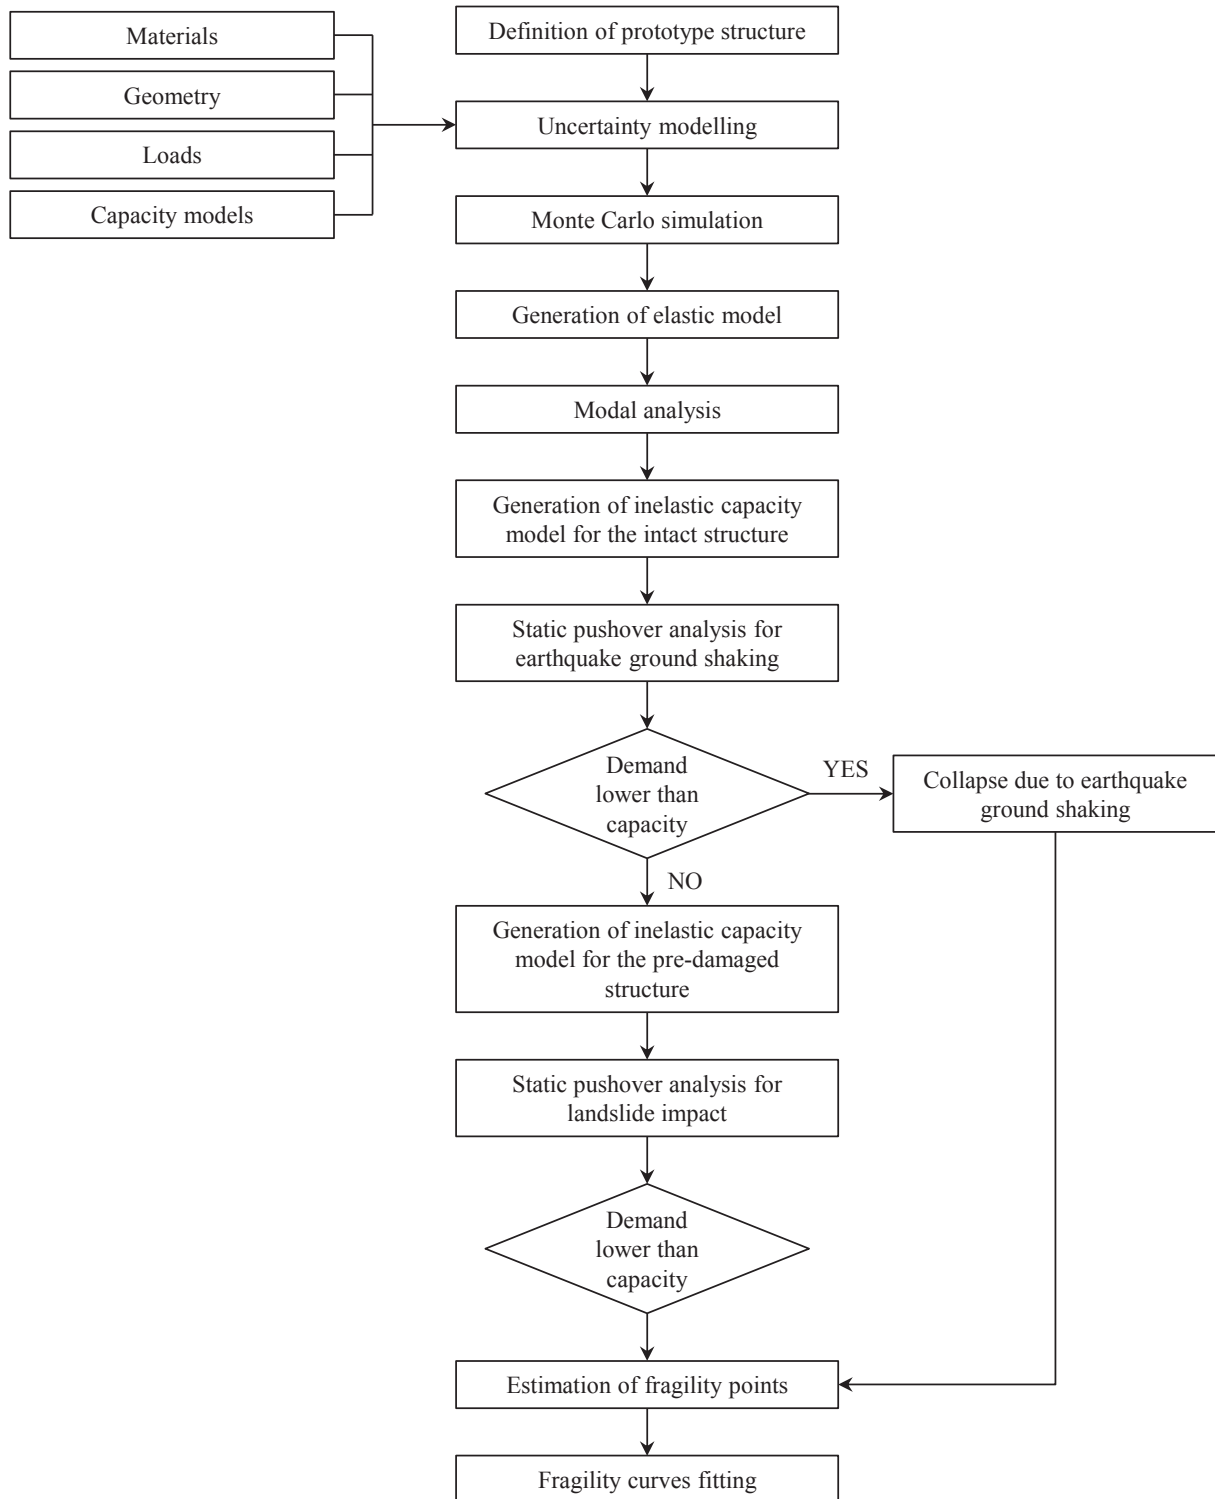 Materials
Geometry
Loads
Capacity models
Definition of prototype structure
Uncertainty modelling
Monte Carlo simulation
Generation of elastic model
Modal analysis
Generation of inelastic capacity
model for the intact structure
Static pushover analysis for
earthquake ground shaking
Demand
lower than
capacity
YES
Collapse due to earthquake
ground shaking
NO
Generation of inelastic capacity
model for the pre-damaged
structure
Static pushover analysis for
landslide impact
Demand
lower than
capacity
Estimation of fragility points
Fragility curves fitting